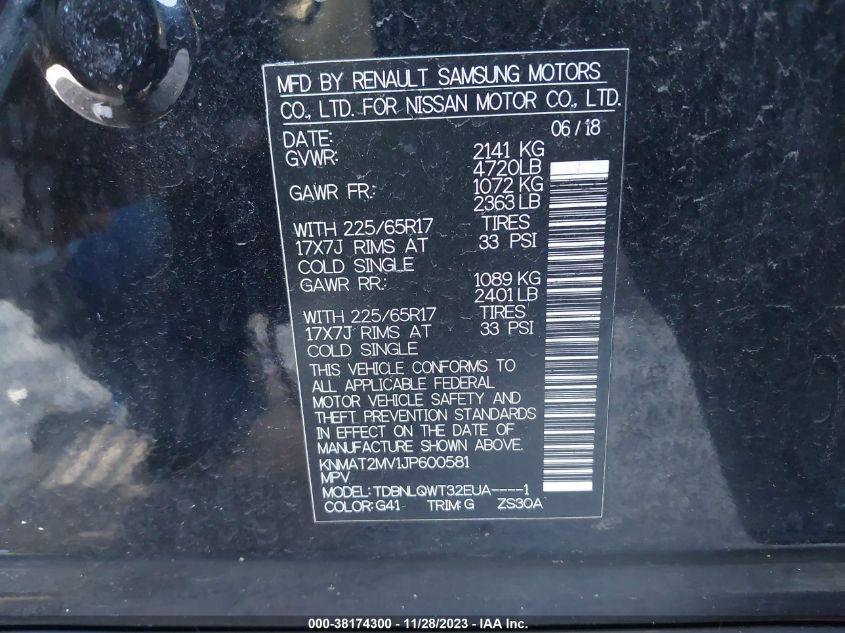 MFD BY RENAULT SAMSUNG MOTORS
CO., LTD. FOR NISSAN MOTOR CO., LTD.
DATE: 06/18
GVWR: 2141 KG
4720LB
GAWR FR.: 1072 KG
2363 LB
WITH 225/65R17 TIRES
17X7J RIMS AT 33 PSI
COLD SINGLE
GAWR RR.: 1089 KG
2401 LB
WITH 225/65R17 TIRES
17X7J RIMS AT 33 PSI
COLD SINGLE
THIS VEHICLE CONFORMS TO
ALL APPLICABLE FEDERAL
MOTOR VEHICLE SAFETY AND
THEFT PREVENTION STANDARDS
IN EFFECT ON THE DATE OF
MANUFACTURE SHOWN ABOVE.
KNMAT2MV1JP600581
MPV
MODEL: TDBNLQWT32EUA----1
COLOR: G41 TRIM: G ZS30A
000-38174300 - 11/28/2023 - IAA Inc.